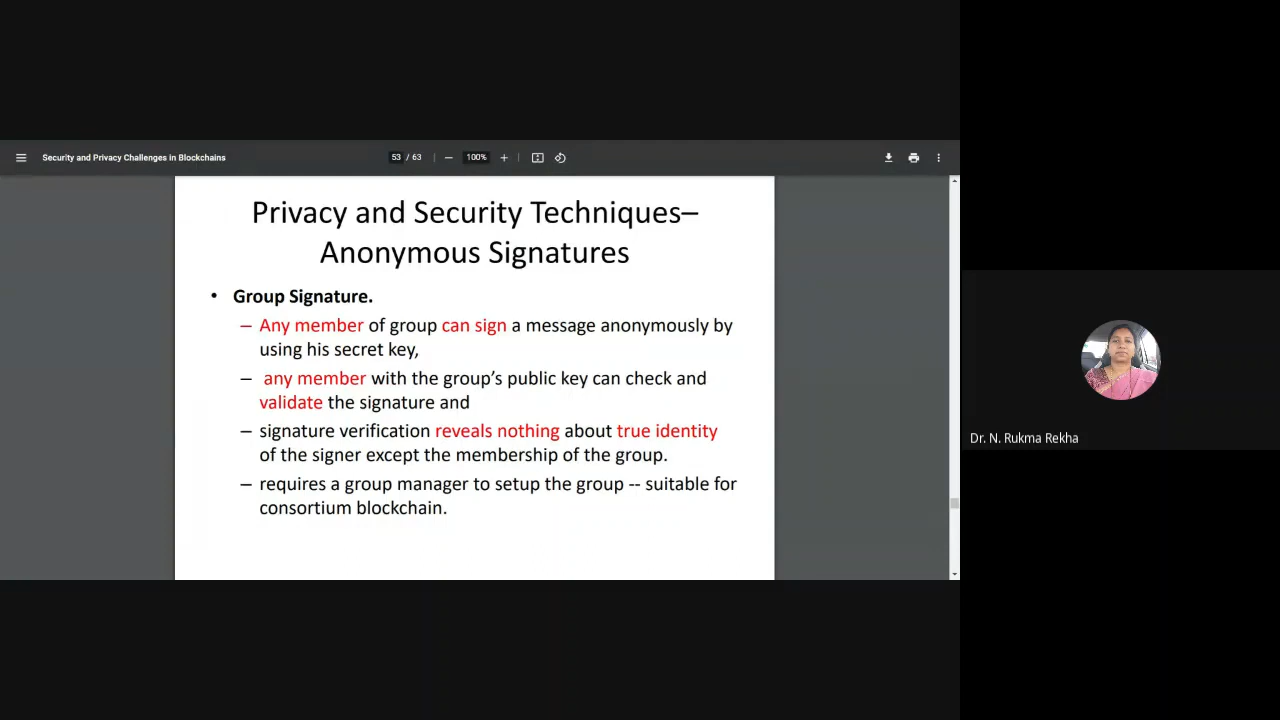 Security and Privacy Challenges in Blockchains
53 / 63
100%
Privacy and Security Techniques–
Anonymous Signatures
• Group Signature.
– Any member of group can sign a message anonymously by
using his secret key,
– any member with the group's public key can check and
validate the signature and
– signature verification reveals nothing about true identity
of the signer except the membership of the group.
– requires a group manager to setup the group -- suitable for
consortium blockchain.
Dr. N. Rukma Rekha